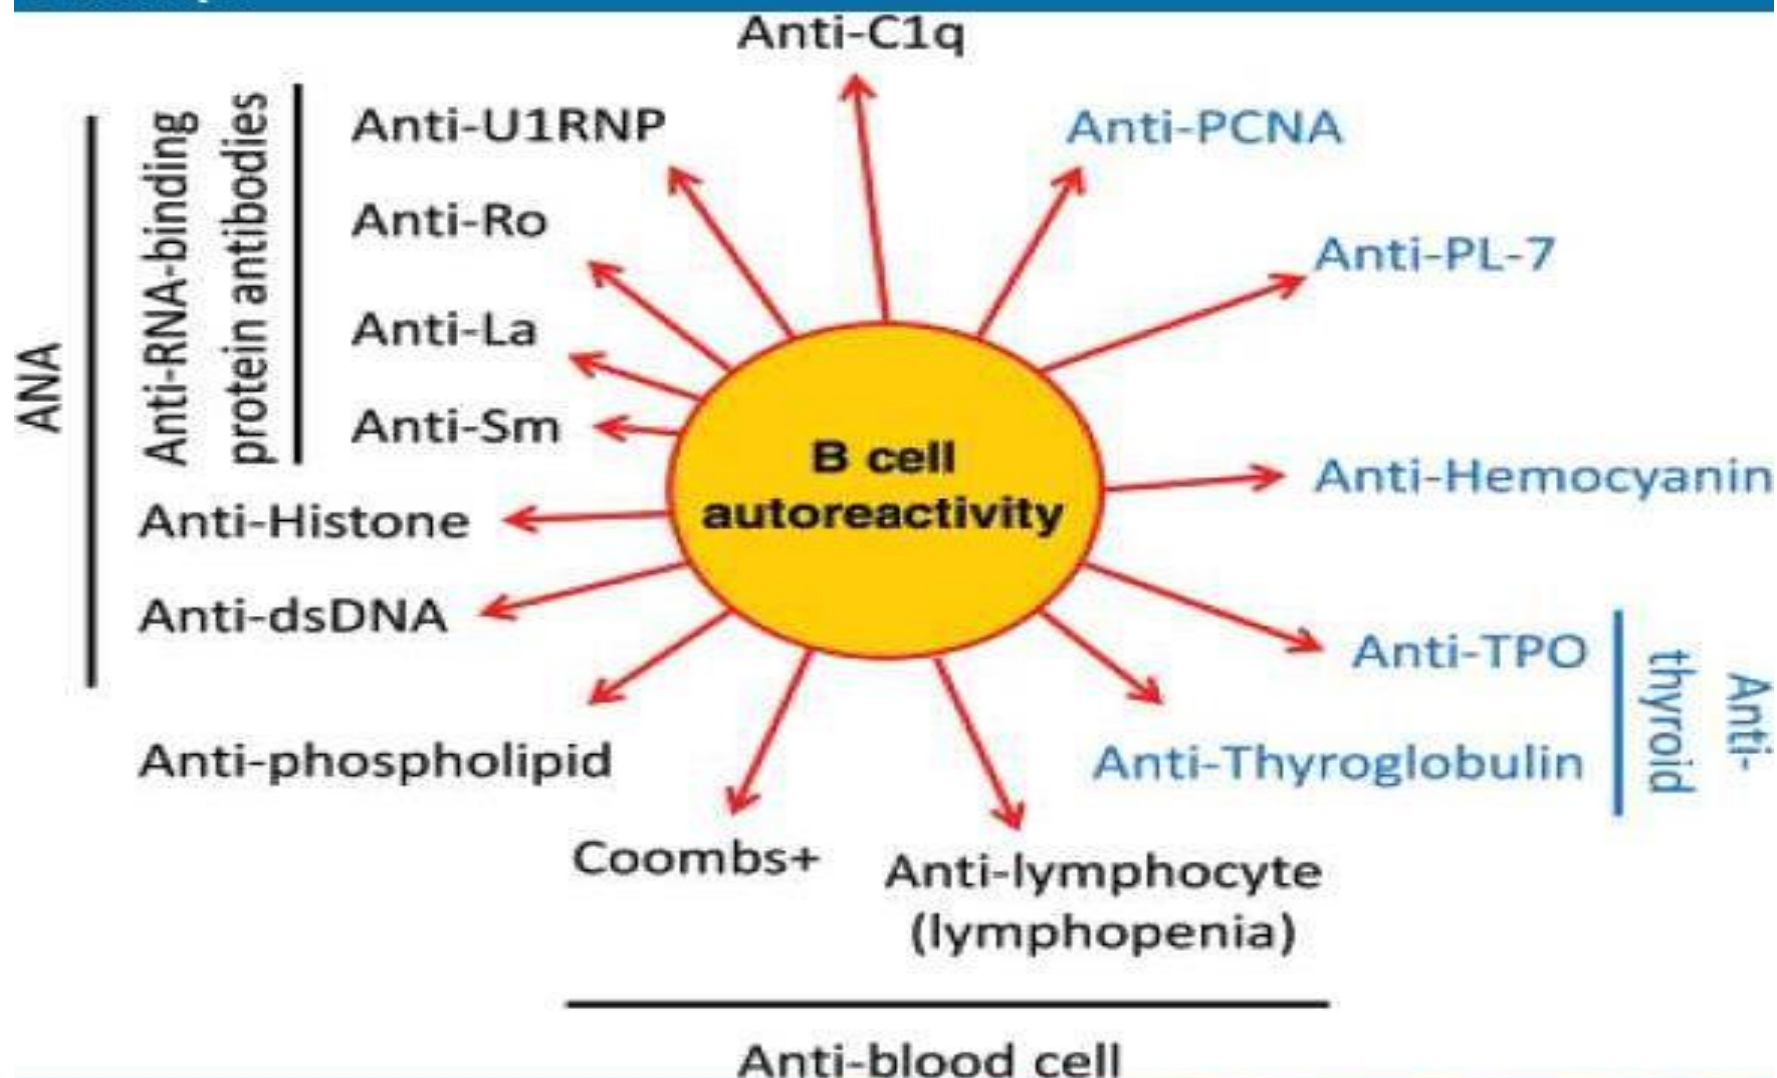 Anti-C1q
Anti-U1RNP
Anti-PCNA
Anti-RNA-binding
protein antibodies
Anti-Ro
Anti-PL-7
ANA
Anti-La
Anti-Sm
B cell
autoreactivity
Anti-Hemocyanin
Anti-Histone
Anti-dsDNA
Anti-TPO
Anti-
thyroid
Anti-phospholipid
Anti-Thyroglobulin
Coombs+
Anti-lymphocyte
(lymphopenia)
Anti-blood cell